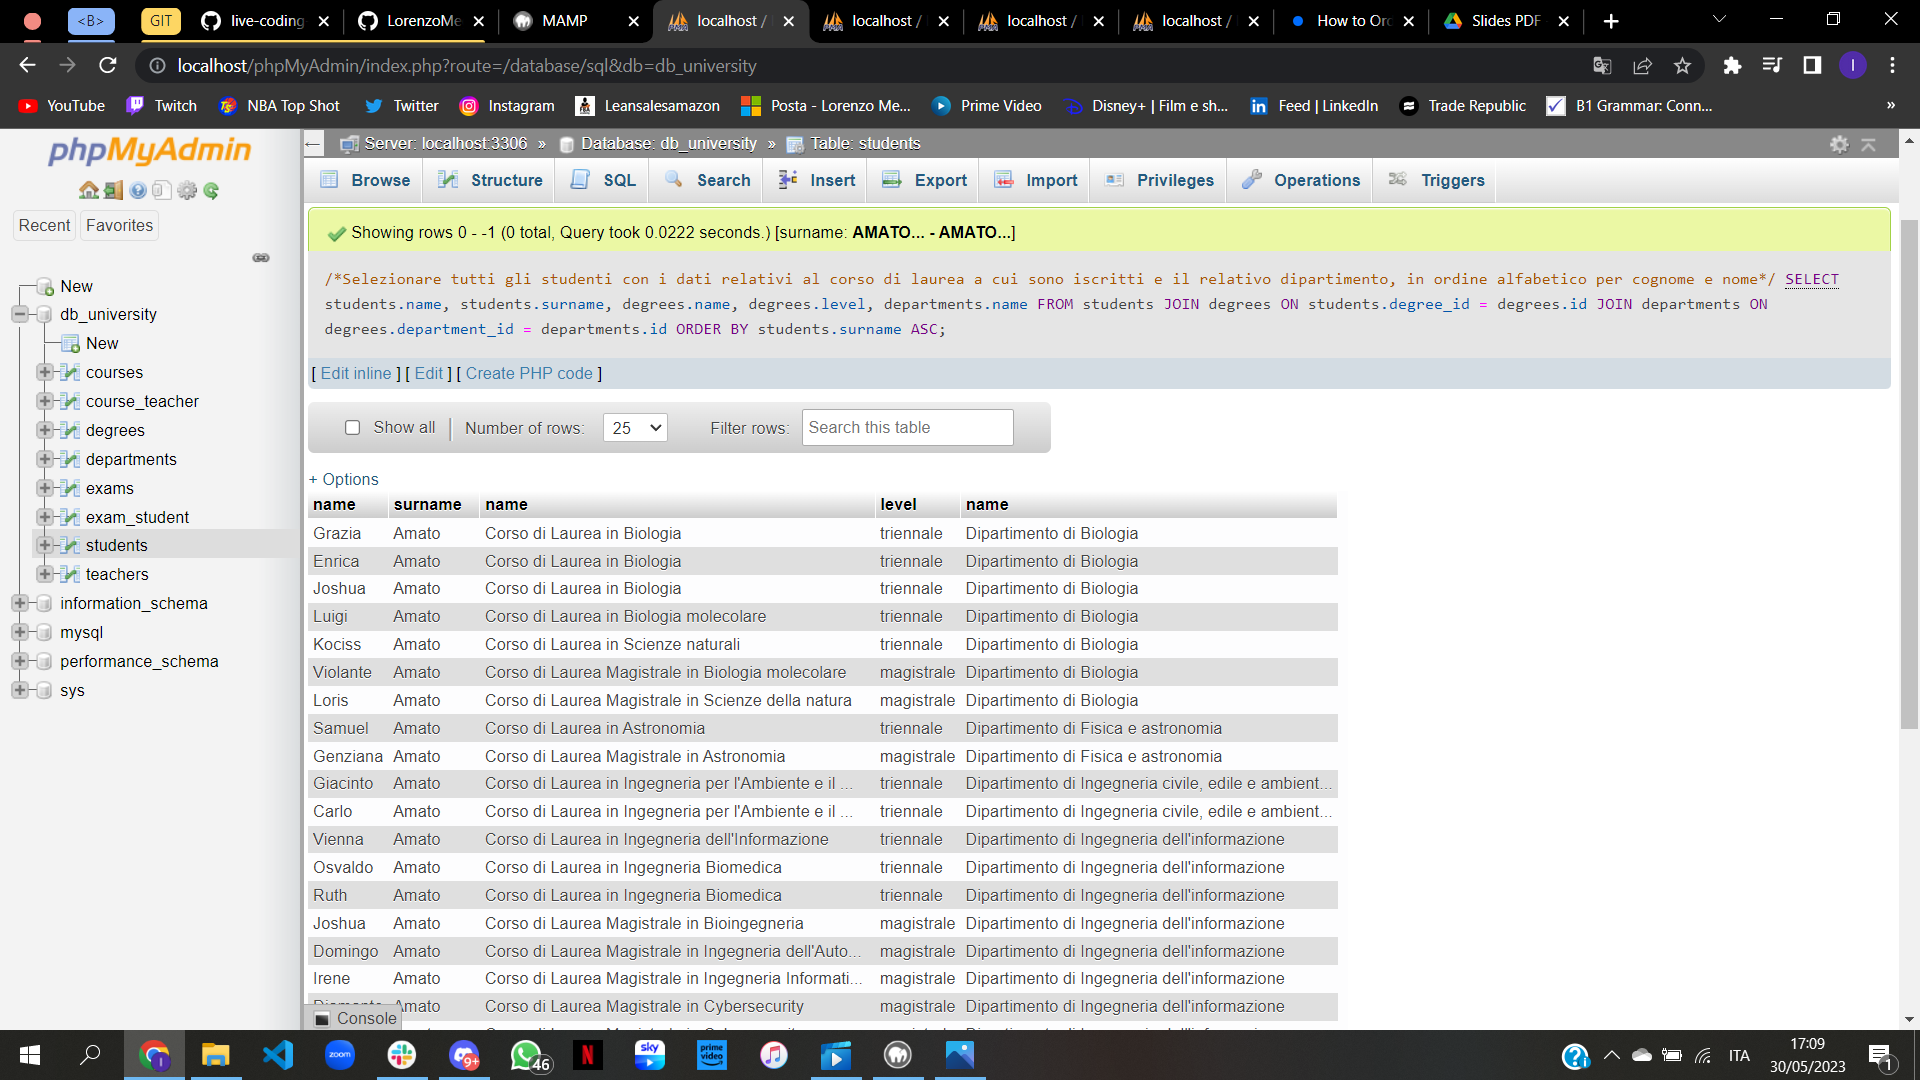 <B>
GIT
live-coding
LorenzoMe
MAMP
localhost /
localhost /
localhost /
localhost /
How to Orc
Slides PDF
localhost/phpMyAdmin/index.php?route=/database/sql&db=db_university
I
YouTube
Twitch
NBA Top Shot
Twitter
Instagram
Leansalesamazon
Posta - Lorenzo Me...
Prime Video
Disney+ | Film e sh...
Feed | LinkedIn
Trade Republic
B1 Grammar: Conn...
»
phpMyAdmin
Recent
Favorites
New
db_university
New
courses
course_teacher
degrees
departments
exams
exam_student
students
teachers
information_schema
mysql
performance_schema
sys
Server: localhost:3306 » Database: db_university » Table: students
Browse
Structure
SQL
Search
Insert
Export
Import
Privileges
Operations
Triggers
Showing rows 0 - -1 (0 total, Query took 0.0222 seconds.) [surname: AMATO... - AMATO...]
/*Selezionare tutti gli studenti con i dati relativi al corso di laurea a cui sono iscritti e il relativo dipartimento, in ordine alfabetico per cognome e nome*/ SELECT
students.name, students.surname, degrees.name, degrees.level, departments.name FROM students JOIN degrees ON students.degree_id = degrees.id JOIN departments ON
degrees.department_id = departments.id ORDER BY students.surname ASC;
[ Edit inline ] [ Edit ] [ Create PHP code ]
Show all
Number of rows:
25
Filter rows:
Search this table
+ Options
name surname name level name
Grazia Amato Corso di Laurea in Biologia triennale Dipartimento di Biologia
Enrica Amato Corso di Laurea in Biologia triennale Dipartimento di Biologia
Joshua Amato Corso di Laurea in Biologia triennale Dipartimento di Biologia
Luigi Amato Corso di Laurea in Biologia molecolare triennale Dipartimento di Biologia
Kociss Amato Corso di Laurea in Scienze naturali triennale Dipartimento di Biologia
Violante Amato Corso di Laurea Magistrale in Biologia molecolare magistrale Dipartimento di Biologia
Loris Amato Corso di Laurea Magistrale in Scienze della natura magistrale Dipartimento di Biologia
Samuel Amato Corso di Laurea in Astronomia triennale Dipartimento di Fisica e astronomia
Genziana Amato Corso di Laurea Magistrale in Astronomia magistrale Dipartimento di Fisica e astronomia
Giacinto Amato Corso di Laurea in Ingegneria per l'Ambiente e il ... triennale Dipartimento di Ingegneria civile, edile e ambient...
Carlo Amato Corso di Laurea in Ingegneria per l'Ambiente e il ... triennale Dipartimento di Ingegneria civile, edile e ambient...
Vienna Amato Corso di Laurea in Ingegneria dell'Informazione triennale Dipartimento di Ingegneria dell'informazione
Osvaldo Amato Corso di Laurea in Ingegneria Biomedica triennale Dipartimento di Ingegneria dell'informazione
Ruth Amato Corso di Laurea in Ingegneria Biomedica triennale Dipartimento di Ingegneria dell'informazione
Joshua Amato Corso di Laurea Magistrale in Bioingegneria magistrale Dipartimento di Ingegneria dell'informazione
Domingo Amato Corso di Laurea Magistrale in Ingegneria dell'Auto... magistrale Dipartimento di Ingegneria dell'informazione
Irene Amato Corso di Laurea Magistrale in Ingegneria Informati... magistrale Dipartimento di Ingegneria dell'informazione
Amato Corso di Laurea Magistrale in Cybersecurity magistrale Dipartimento di Ingegneria dell'informazione
Console
zoom
9+
46
N
sky
prime video
ITA
17:09
30/05/2023
1